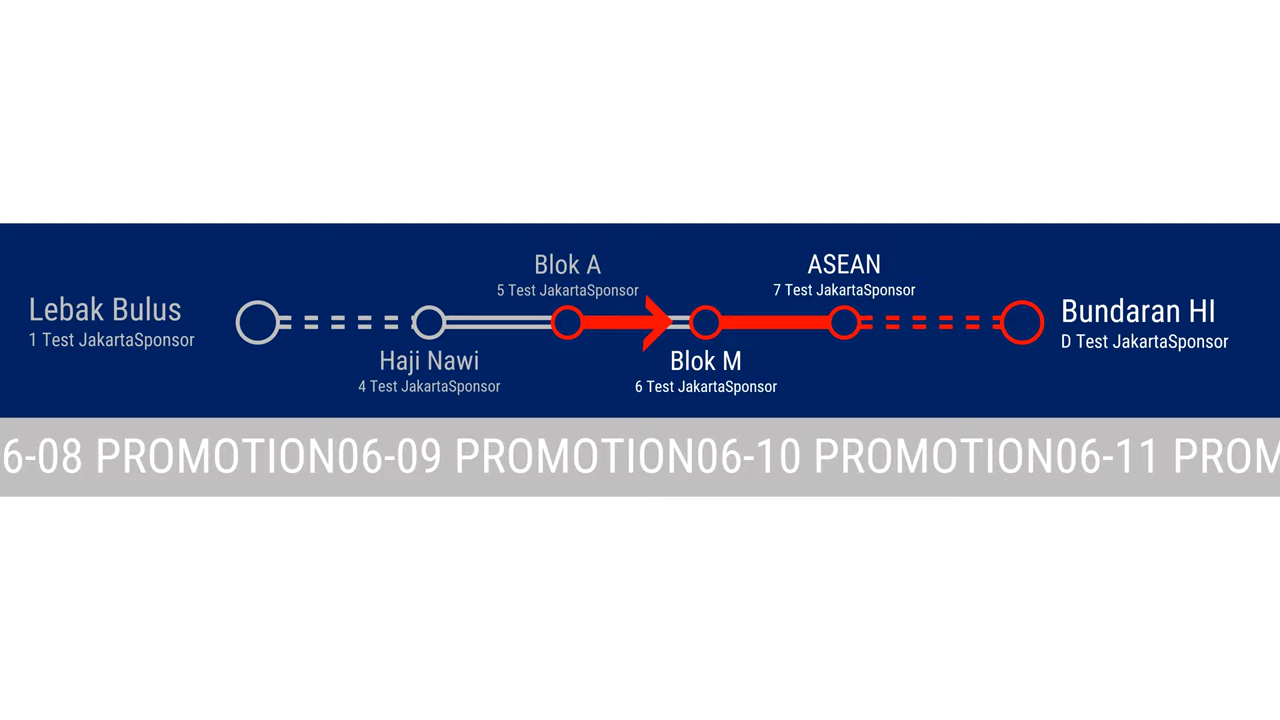 Lebak Bulus
1 Test JakartaSponsor
Haji Nawi
4 Test JakartaSponsor
Blok A
5 Test JakartaSponsor
Blok M
6 Test JakartaSponsor
ASEAN
7 Test JakartaSponsor
Bundaran HI
D Test JakartaSponsor
6-08 PROMOTION06-09 PROMOTION06-10 PROMOTION06-11 PROM